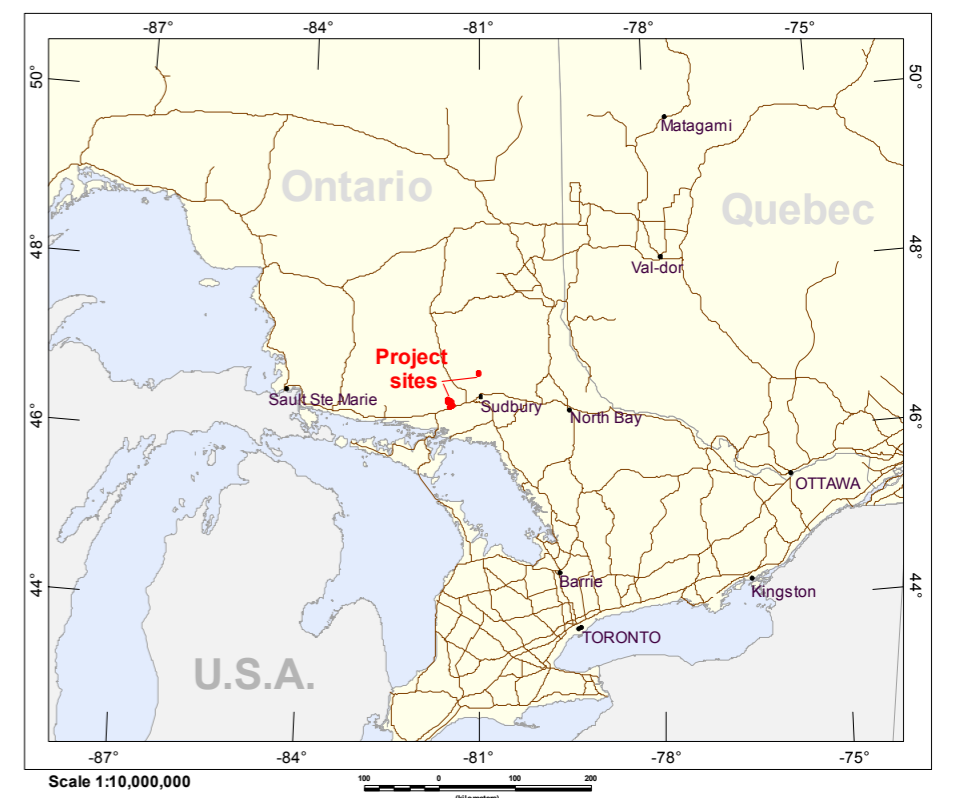 -87° -84° -81° -78° -75°
50° 50°
Matagami
Ontario
Quebec
48° 48°
Val-dor
Project
sites
Sault Ste Marie
Sudbury
North Bay
46° 46°
OTTAWA
Barrie
Kingston
44° 44°
TORONTO
U.S.A.
-87° -84° -81° -78° -75°
Scale 1:10,000,000
100 0 100 200
(kilometers)